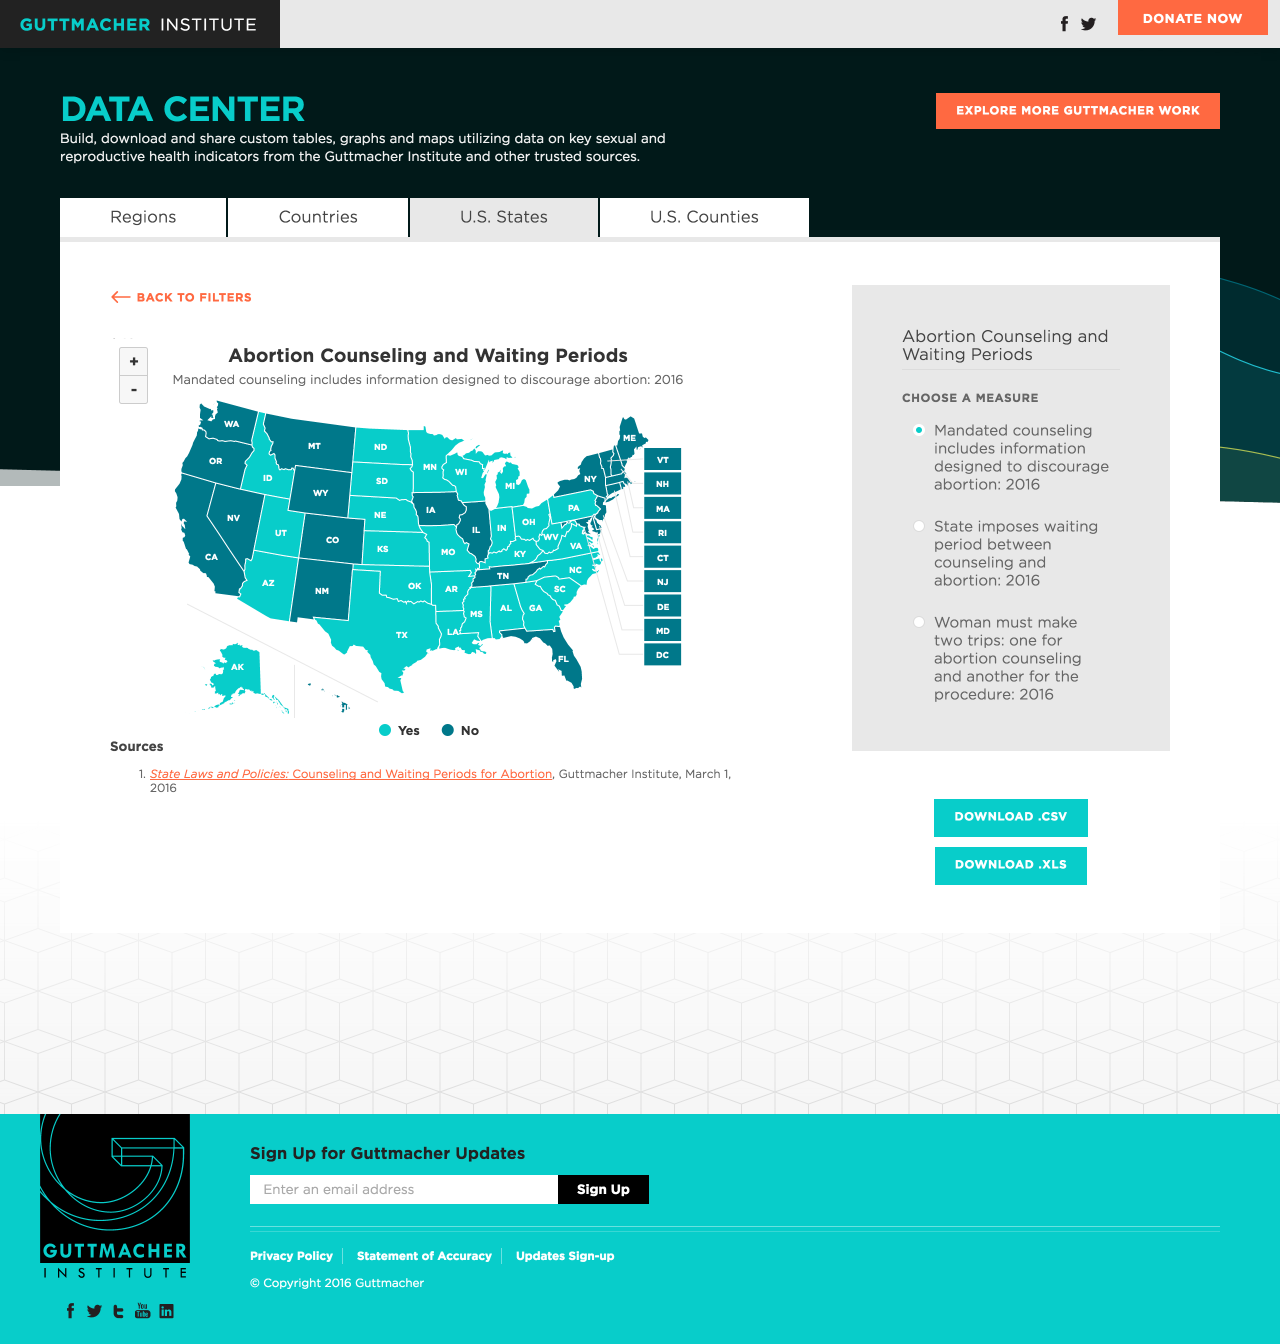 GUTTMACHER INSTITUTE
DONATE NOW
DATA CENTER
Build, download and share custom tables, graphs and maps utilizing data on key sexual and
reproductive health indicators from the Guttmacher Institute and other trusted sources.
EXPLORE MORE GUTTMACHER WORK
Regions
Countries
U.S. States
U.S. Counties
BACK TO FILTERS
+
-
Abortion Counseling and Waiting Periods
Mandated counseling includes information designed to discourage abortion: 2016
WA
OR
CA
NV
ID
MT
WY
UT
AZ
CO
NM
ND
SD
NE
KS
OK
TX
MN
IA
MO
AR
LA
WI
IL
MI
IN
OH
KY
TN
MS
AL
GA
FL
SC
NC
VA
WV
PA
NY
ME
VT
NH
MA
RI
CT
NJ
DE
MD
DC
AK
HI
Yes
No
Sources
1. State Laws and Policies: Counseling and Waiting Periods for Abortion, Guttmacher Institute, March 1,
2016
Abortion Counseling and
Waiting Periods
CHOOSE A MEASURE
Mandated counseling
includes information
designed to discourage
abortion: 2016
State imposes waiting
period between
counseling and
abortion: 2016
Woman must make
two trips: one for
abortion counseling
and another for the
procedure: 2016
DOWNLOAD .CSV
DOWNLOAD .XLS
GUTTMACHER
INSTITUTE
Sign Up for Guttmacher Updates
Enter an email address
Sign Up
Privacy Policy
Statement of Accuracy
Updates Sign-up
© Copyright 2016 Guttmacher
You
Tube